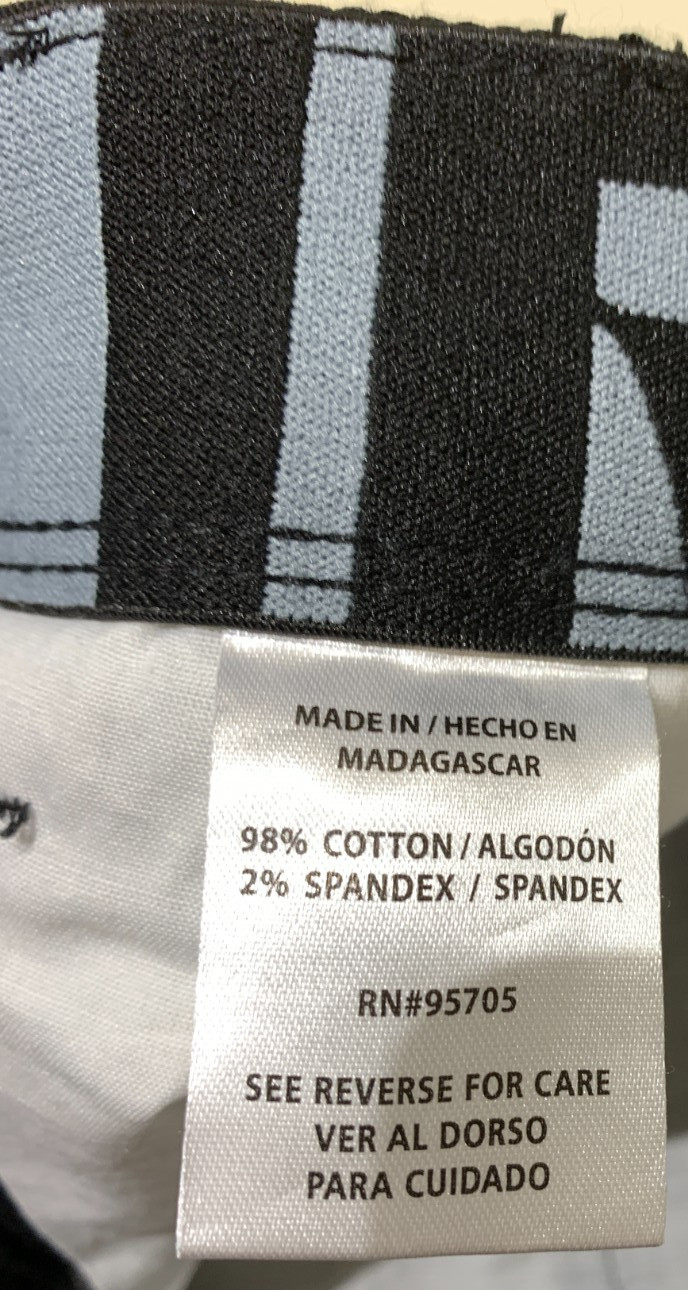 MADE IN / HECHO EN
MADAGASCAR
98% COTTON / ALGODÓN
2% SPANDEX / SPANDEX
RN#95705
SEE REVERSE FOR CARE
VER AL DORSO
PARA CUIDADO